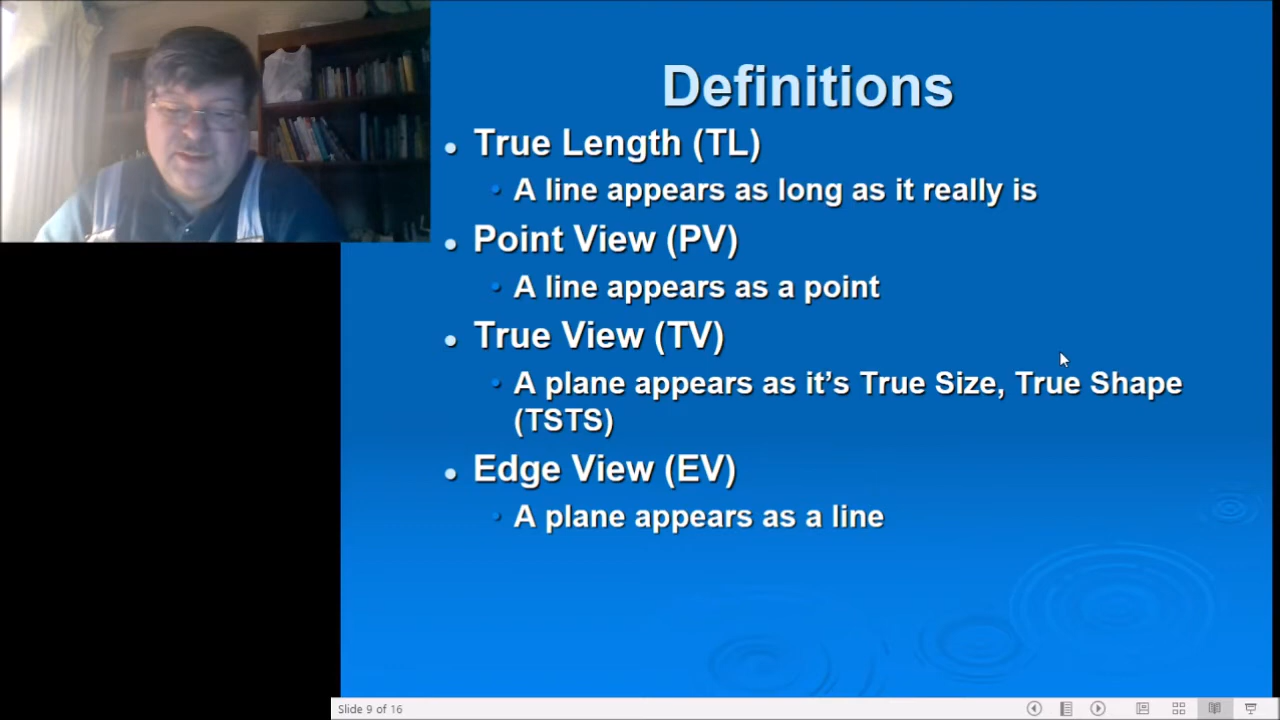 Definitions
True Length (TL)
A line appears as long as it really is
Point View (PV)
A line appears as a point
True View (TV)
A plane appears as it’s True Size, True Shape
(TSTS)
Edge View (EV)
A plane appears as a line
Slide 9 of 16